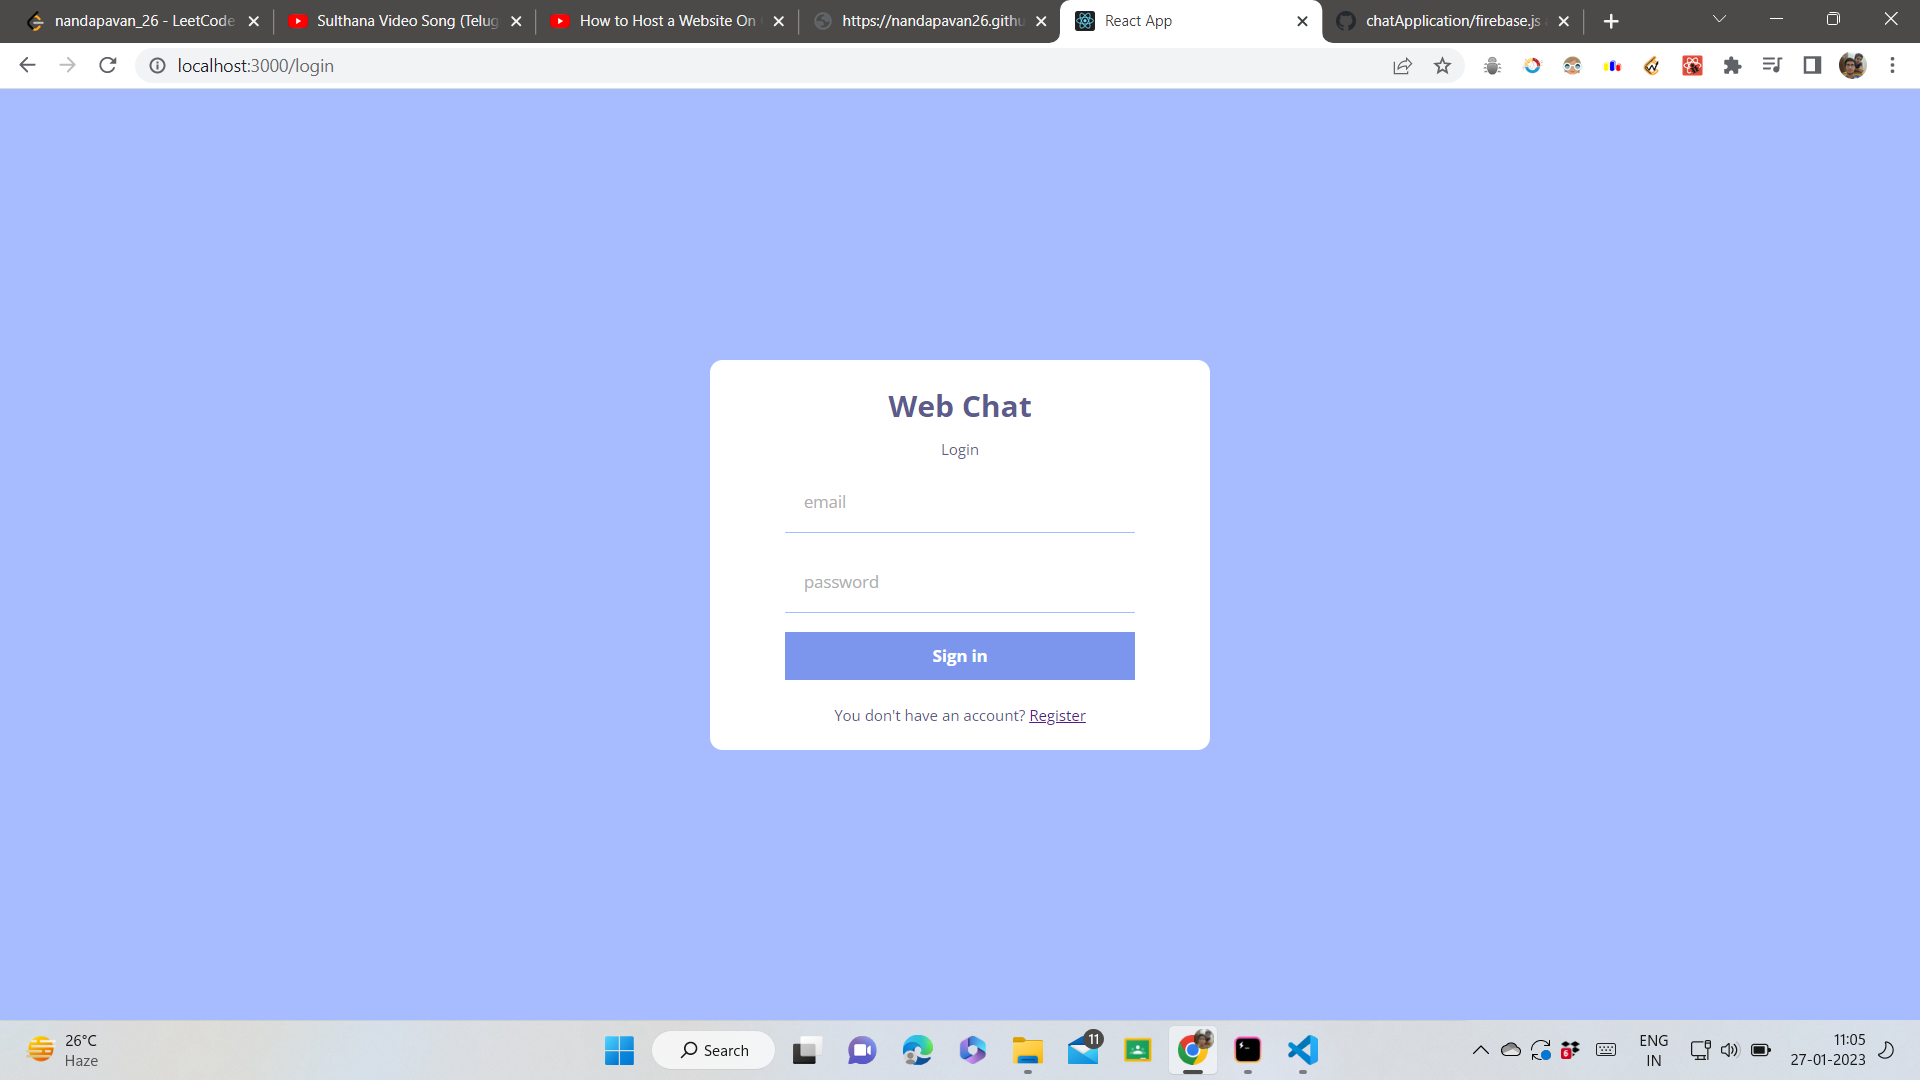 nandapavan_26 - LeetCode
Sulthana Video Song (Telug
How to Host a Website On
https://nandapavan26.githu
React App
chatApplication/firebase.js
localhost:3000/login
Web Chat
Login
email
password
Sign in
You don't have an account? Register
26°C
Haze
Search
11
6
ENG
IN
11:05
27-01-2023